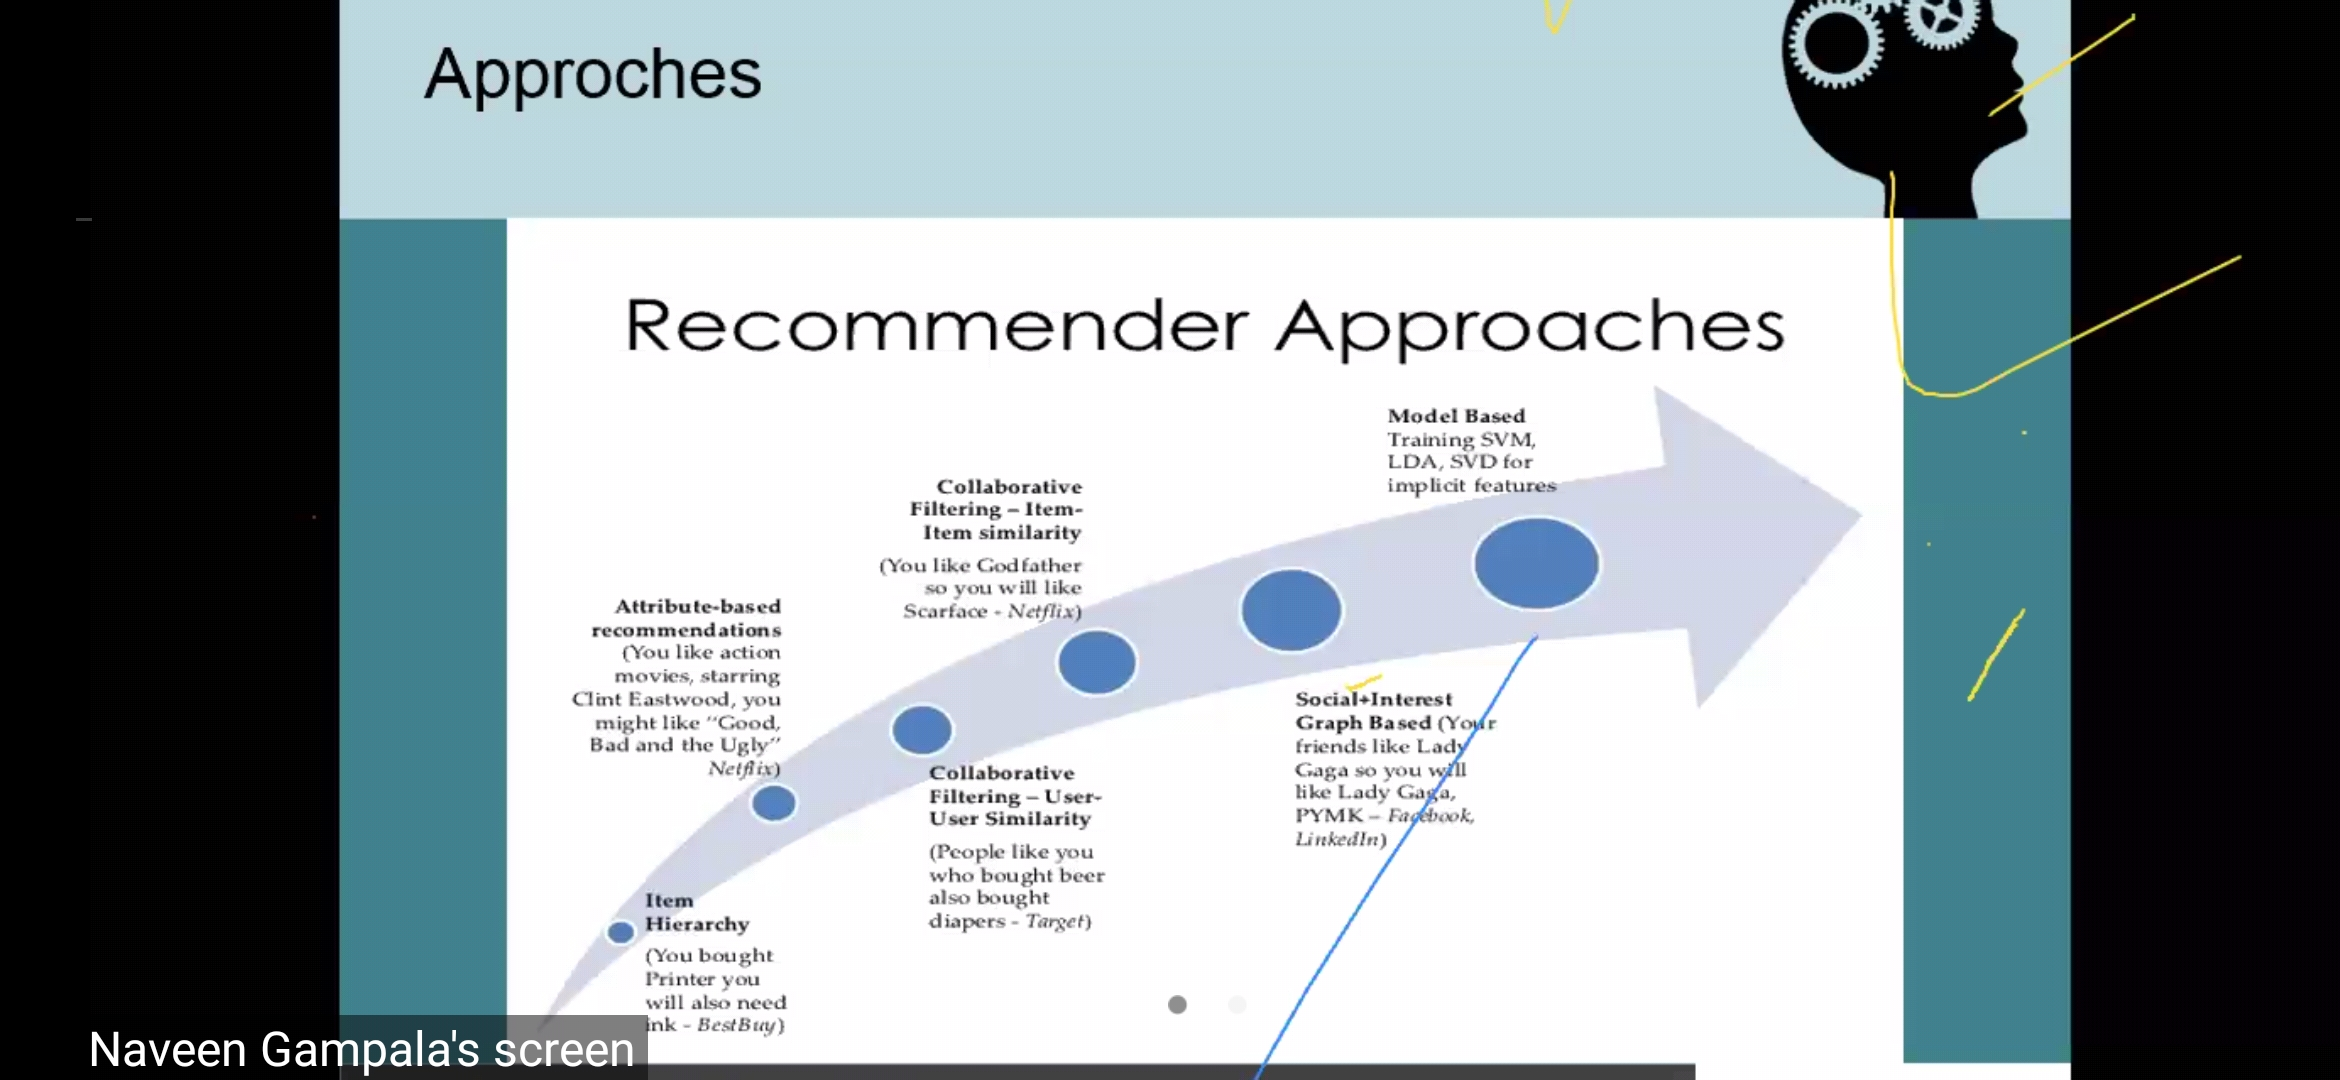 Approches
Recommender Approaches
Model Based
Training SVM,
LDA, SVD for
implicit features
Collaborative
Filtering – Item-
Item similarity
(You like Godfather
so you will like
Scarface - Netflix)
Attribute-based
recommendations
(You like action
movies, starring
Clint Eastwood, you
might like “Good,
Bad and the Ugly”
Netflix)
Social+Interest
Graph Based (Your
friends like Lady
Gaga so you will
like Lady Gaga,
PYMK – Facebook,
LinkedIn)
Collaborative
Filtering – User-
User Similarity
(People like you
who bought beer
also bought
diapers - Target)
Item
Hierarchy
(You bought
Printer you
will also need
ink - BestBuy)
Naveen Gampala's screen